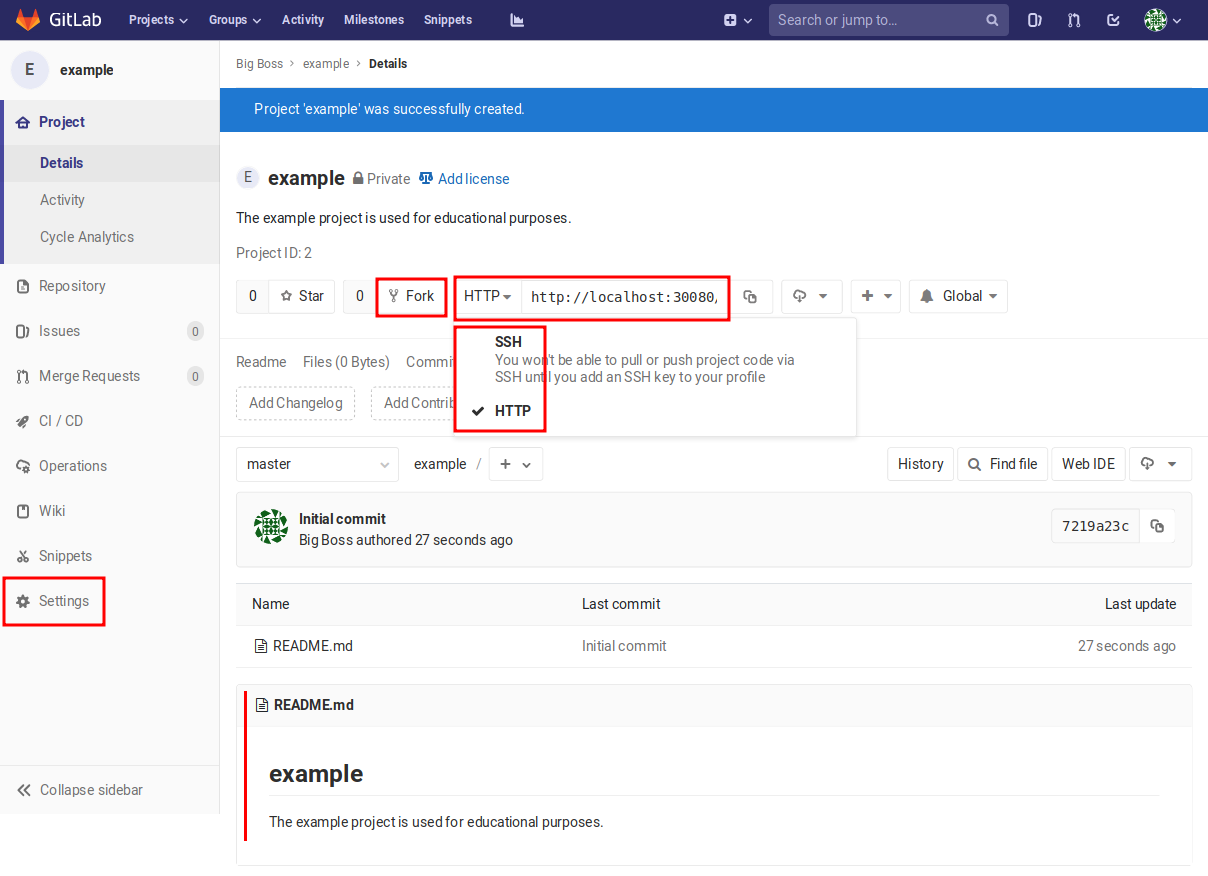 GitLab Projects Groups Activity Milestones Snippets Search or jump to...
E example
Project
Details
Activity
Cycle Analytics
Repository
Issues 0
Merge Requests 0
CI / CD
Operations
Wiki
Snippets
Settings
Collapse sidebar
Big Boss > example > Details
Project 'example' was successfully created.
E example Private Add license
The example project is used for educational purposes.
Project ID: 2
0 Star 0 Fork HTTP http://localhost:30080/ Global
SSH
You won't be able to pull or push project code via
SSH until you add an SSH key to your profile
HTTP
Readme Files (0 Bytes) Commi
Add Changelog Add Contrib
master example / + History Find file Web IDE
Initial commit
Big Boss authored 27 seconds ago
7219a23c
Name Last commit Last update
README.md Initial commit 27 seconds ago
README.md
example
The example project is used for educational purposes.